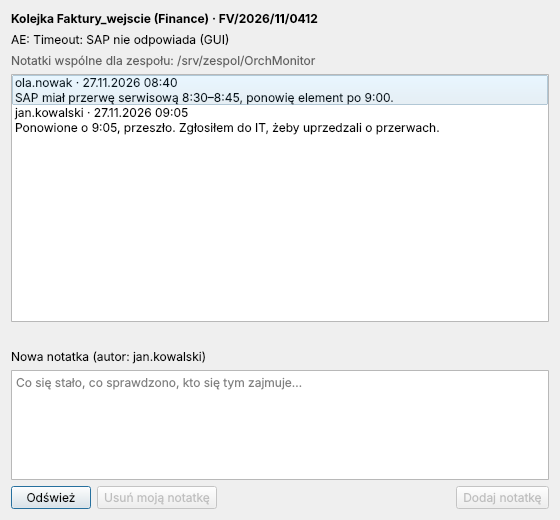 Kolejka Faktury_wejscie (Finance) · FV/2026/11/0412
AE: Timeout: SAP nie odpowiada (GUI)
Notatki wspólne dla zespołu: /srv/zespol/OrchMonitor
ola.nowak · 27.11.2026 08:40
SAP miał przerwę serwisową 8:30–8:45, ponowię element po 9:00.
jan.kowalski · 27.11.2026 09:05
Ponowione o 9:05, przeszło. Zgłosiłem do IT, żeby uprzedzali o przerwach.
Nowa notatka (autor: jan.kowalski)
Co się stało, co sprawdzono, kto się tym zajmuje...
Odśwież
Usuń moją notatkę
Dodaj notatkę